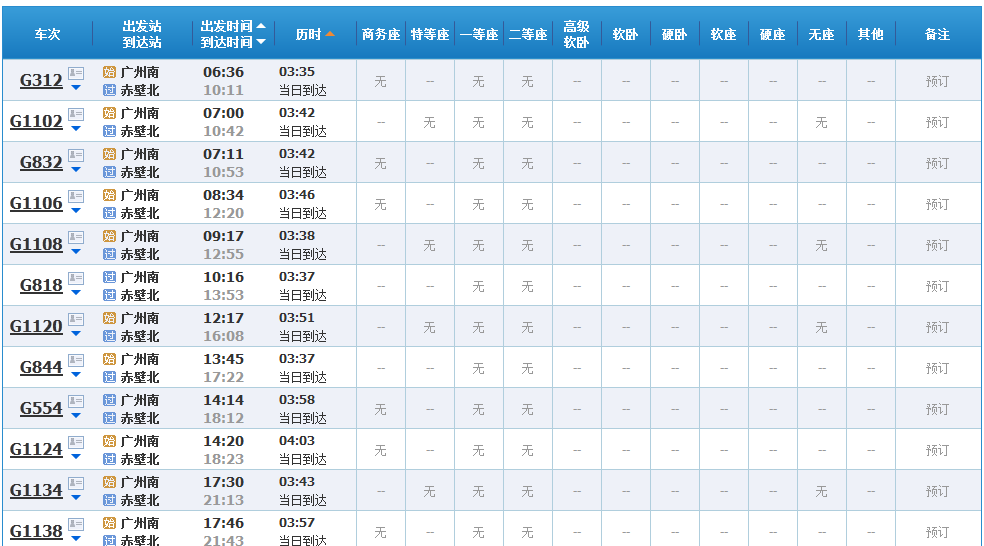 车次 出发站 到达站 出发时间 到达时间 历时 商务座 特等座 一等座 二等座 高级软卧 软卧 硬卧 软座 硬座 无座 其他 备注
G312 始 广州南 06:36 03:35 无 -- 无 无 -- -- -- -- -- -- -- 预订
过 赤壁北 10:11 当日到达
G1102 始 广州南 07:00 03:42 -- 无 无 无 -- -- -- -- -- 无 -- 预订
过 赤壁北 10:42 当日到达
G832 始 广州南 07:11 03:42 无 -- 无 无 -- -- -- -- -- -- -- 预订
过 赤壁北 10:53 当日到达
G1106 始 广州南 08:34 03:46 无 -- 无 无 -- -- -- -- -- -- -- 预订
过 赤壁北 12:20 当日到达
G1108 始 广州南 09:17 03:38 -- 无 无 无 -- -- -- -- -- 无 -- 预订
过 赤壁北 12:55 当日到达
G818 过 广州南 10:16 03:37 -- -- 无 无 -- -- -- -- -- -- -- 预订
过 赤壁北 13:53 当日到达
G1120 始 广州南 12:17 03:51 -- 无 无 无 -- -- -- -- -- 无 -- 预订
过 赤壁北 16:08 当日到达
G844 始 广州南 13:45 03:37 -- -- 无 无 -- -- -- -- -- -- -- 预订
过 赤壁北 17:22 当日到达
G554 过 广州南 14:14 03:58 无 -- 无 无 -- -- -- -- -- -- -- 预订
过 赤壁北 18:12 当日到达
G1124 始 广州南 14:20 04:03 无 -- 无 无 -- -- -- -- -- -- -- 预订
过 赤壁北 18:23 当日到达
G1134 始 广州南 17:30 03:43 -- 无 无 无 -- -- -- -- -- 无 -- 预订
过 赤壁北 21:13 当日到达
G1138 始 广州南 17:46 03:57 无 -- 无 无 -- -- -- -- -- -- -- 预订
过 赤壁北 21:43 当日到达